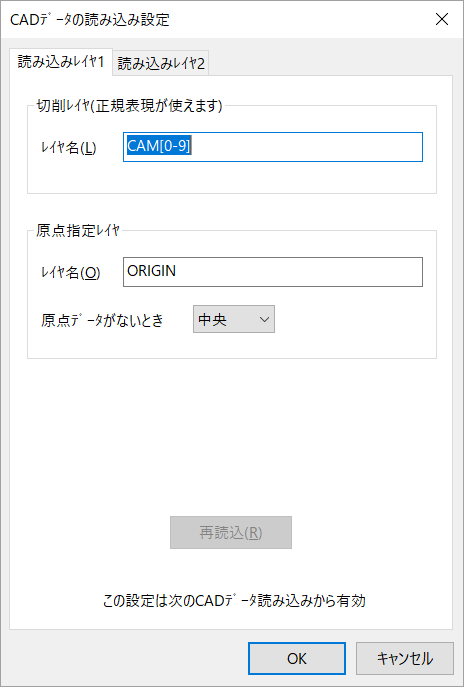 CADﾃﾞｰﾀの読み込み設定
読み込みﾚｲﾔ1 読み込みﾚｲﾔ2
切削ﾚｲﾔ(正規表現が使えます)
ﾚｲﾔ名(L) CAM[0-9]
原点指定ﾚｲﾔ
ﾚｲﾔ名(O) ORIGIN
原点ﾃﾞｰﾀがないとき 中央
再読込(R)
この設定は次のCADﾃﾞｰﾀ読み込みから有効
OK キャンセル